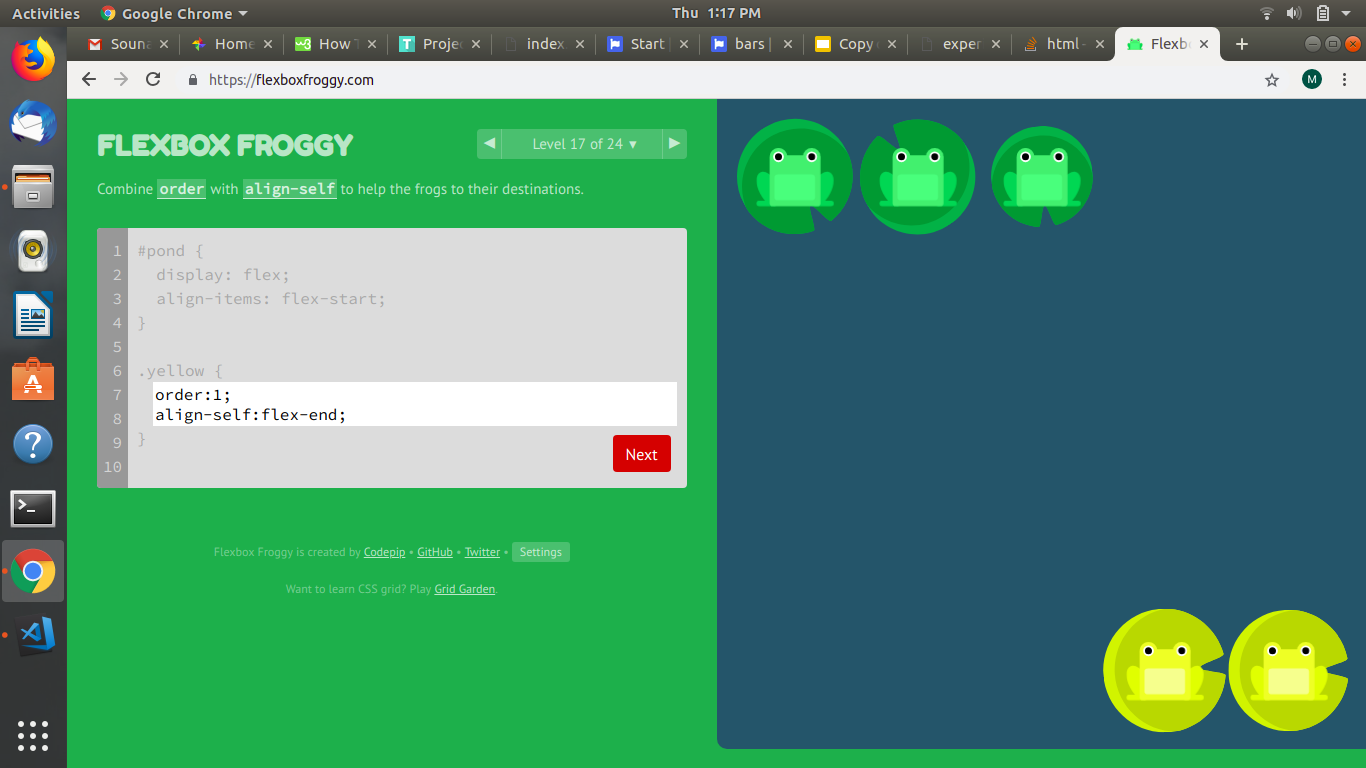 Activities Google Chrome Thu 1:17 PM
Souna Home How T Proje index Start bars | Copy exper html - Flexb
https://flexboxfroggy.com M
FLEXBOX FROGGY
Level 17 of 24
Combine order with align-self to help the frogs to their destinations.
1 #pond {
2 display: flex;
3 align-items: flex-start;
4 }
5
6 .yellow {
7 order:1;
8 align-self:flex-end;
9 }
10
Next
Flexbox Froggy is created by Codepip • GitHub • Twitter • Settings
Want to learn CSS grid? Play Grid Garden.